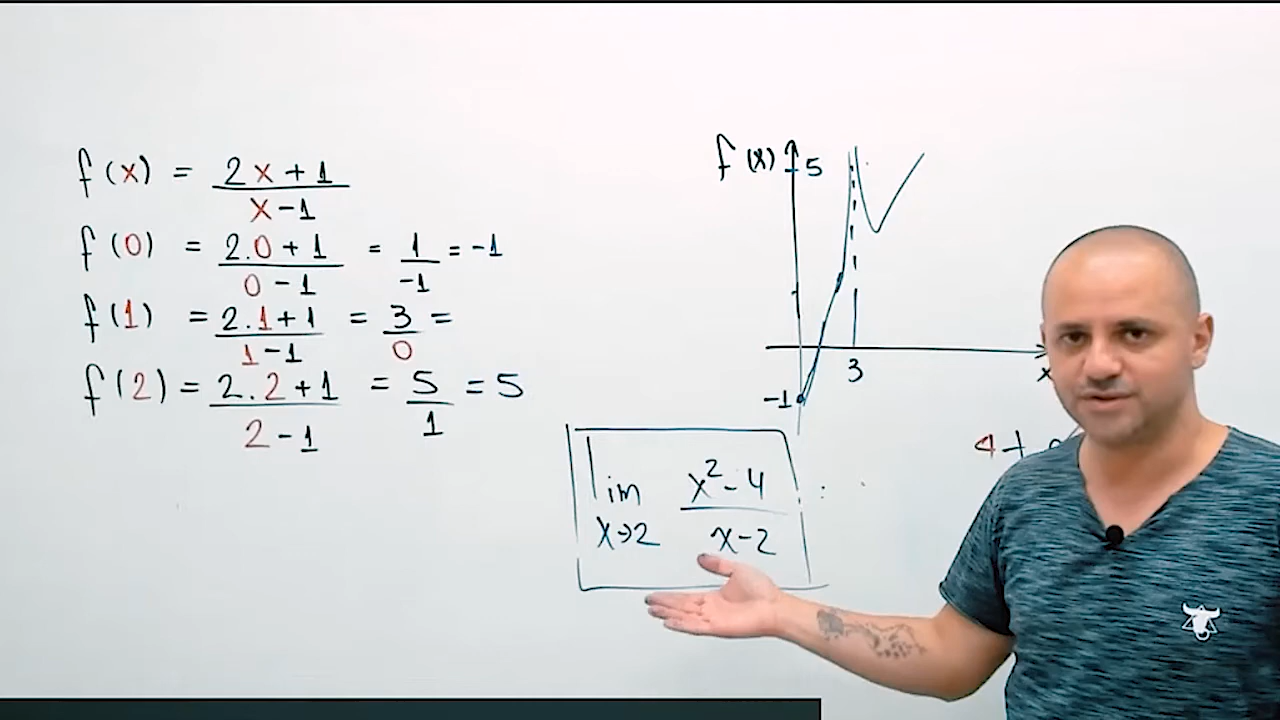 f(x) = 2x+1 / x-1
f(0) = 2.0+1 / 0-1 = 1 / -1 = -1
f(1) = 2.1+1 / 1-1 = 3 / 0 =
f(2) = 2.2+1 / 2-1 = 5 / 1 = 5
f(x) 5
3
x
-1
4+
lim x→2 x²-4 / x-2